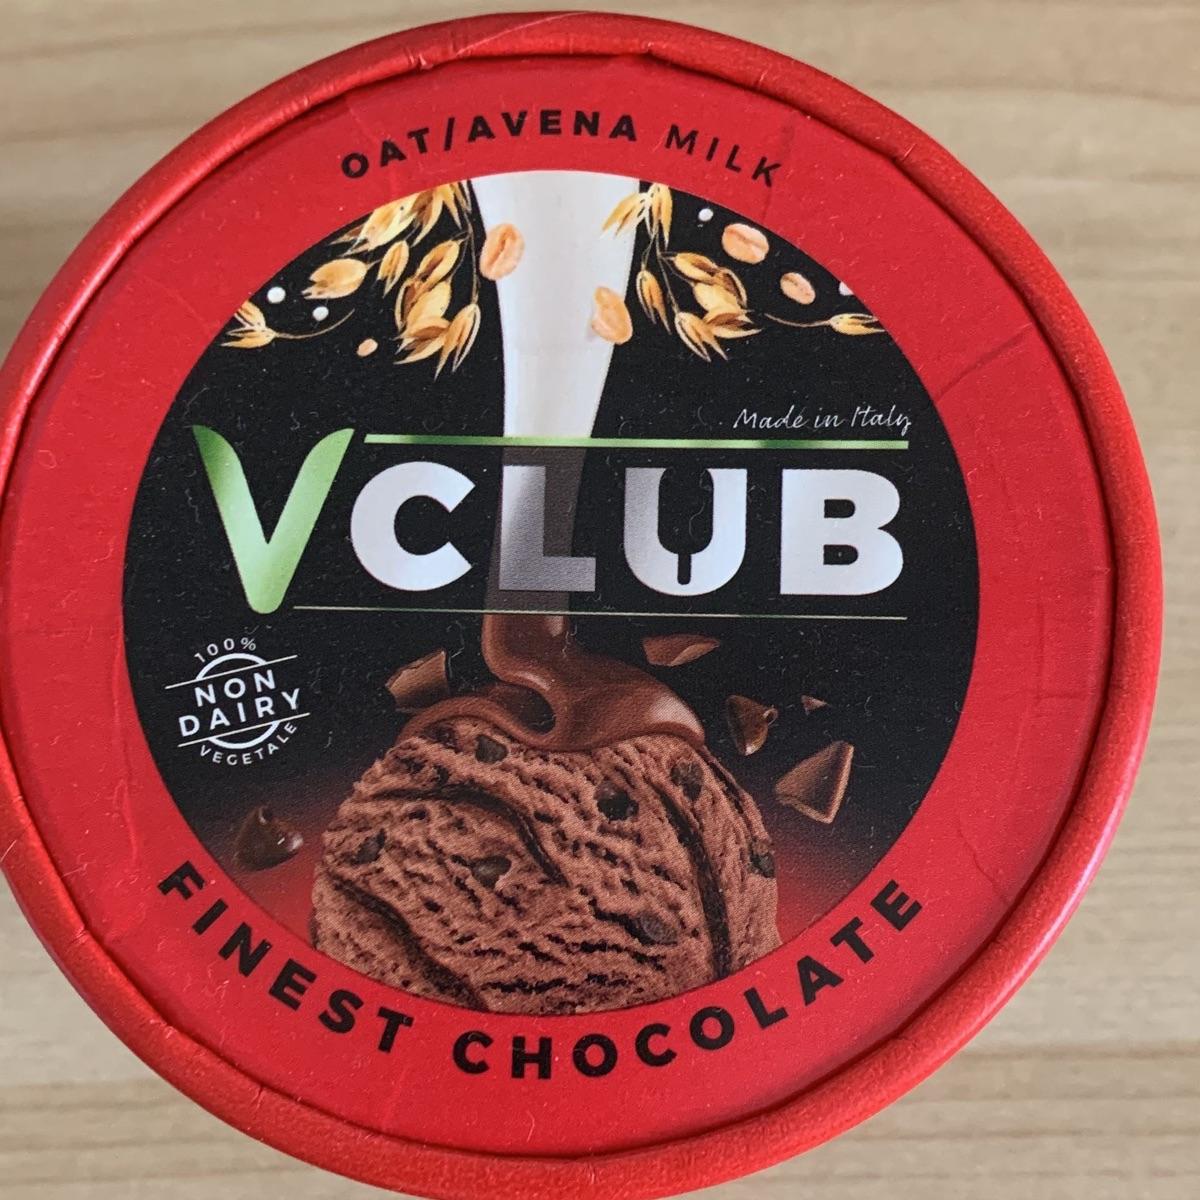 OAT/AVENA MILK
Made in Italy
VCLUB
100%
NON
DAIRY
VEGETALE
FINEST CHOCOLATE